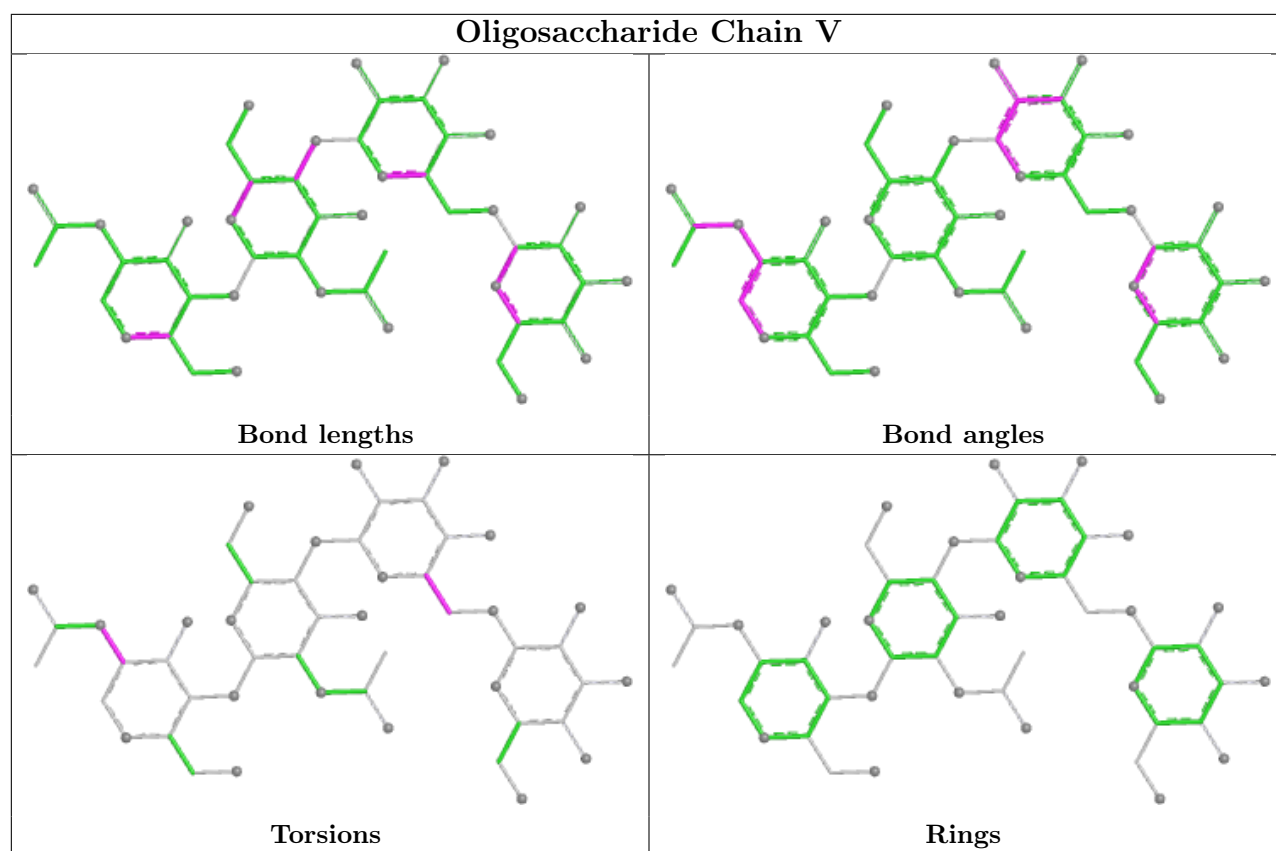 Oligosaccharide Chain V
Bond lengths
Bond angles
Torsions
Rings